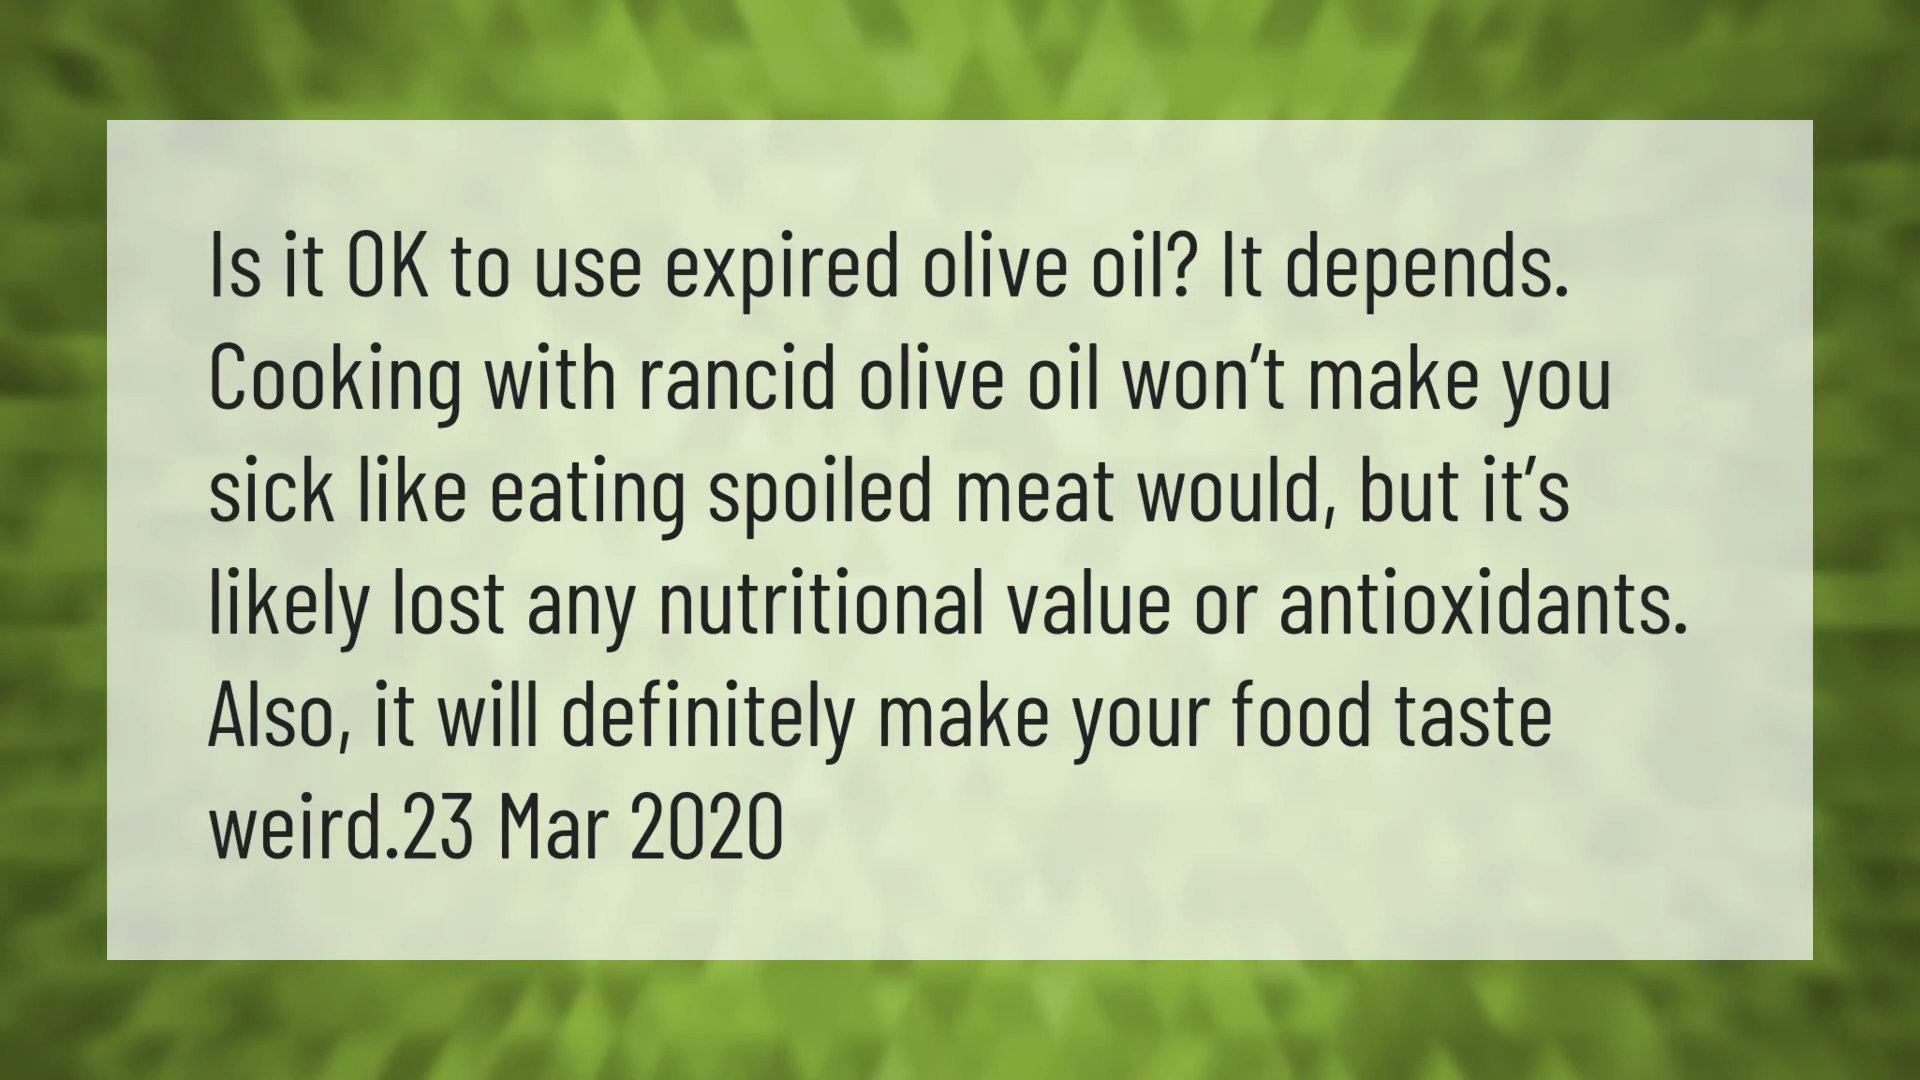 Is it OK to use expired olive oil? It depends.
Cooking with rancid olive oil won’t make you
sick like eating spoiled meat would, but it’s
likely lost any nutritional value or antioxidants.
Also, it will definitely make your food taste
weird.23 Mar 2020